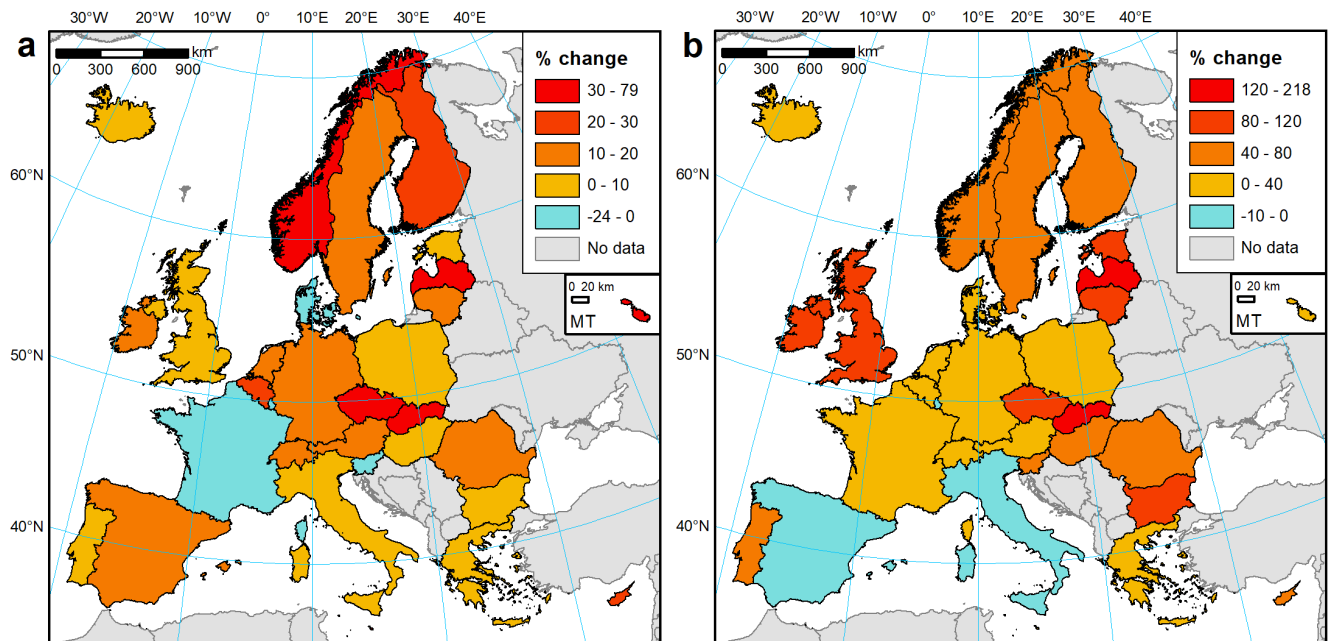 30°W 20°W 10°W 0° 10°E 20°E 30°E 40°E
a
km
0 300 600 900
% change
30 - 79
20 - 30
10 - 20
0 - 10
-24 - 0
No data
0 20 km
MT
60°N
50°N
40°N
30°W 20°W 10°W 0° 10°E 20°E 30°E 40°E
b
km
0 300 600 900
% change
120 - 218
80 - 120
40 - 80
0 - 40
-10 - 0
No data
0 20 km
MT
60°N
50°N
40°N